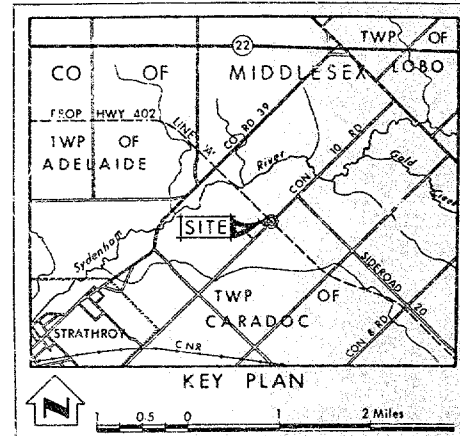 TWP OF
LOBO
22
CO OF
MIDDLESEX
PROP HWY 402
LINE 'A'
CO RD 39
TWP OF
ADELAIDE
River
CON 10 RD
Gold
Creek
SITE
Sydenham
SIDEROAD 20
TWP OF
CARADOC
STRATHROY
CNR
CON 8 RD
KEY PLAN
N
1 0.5 0 1 2 Miles